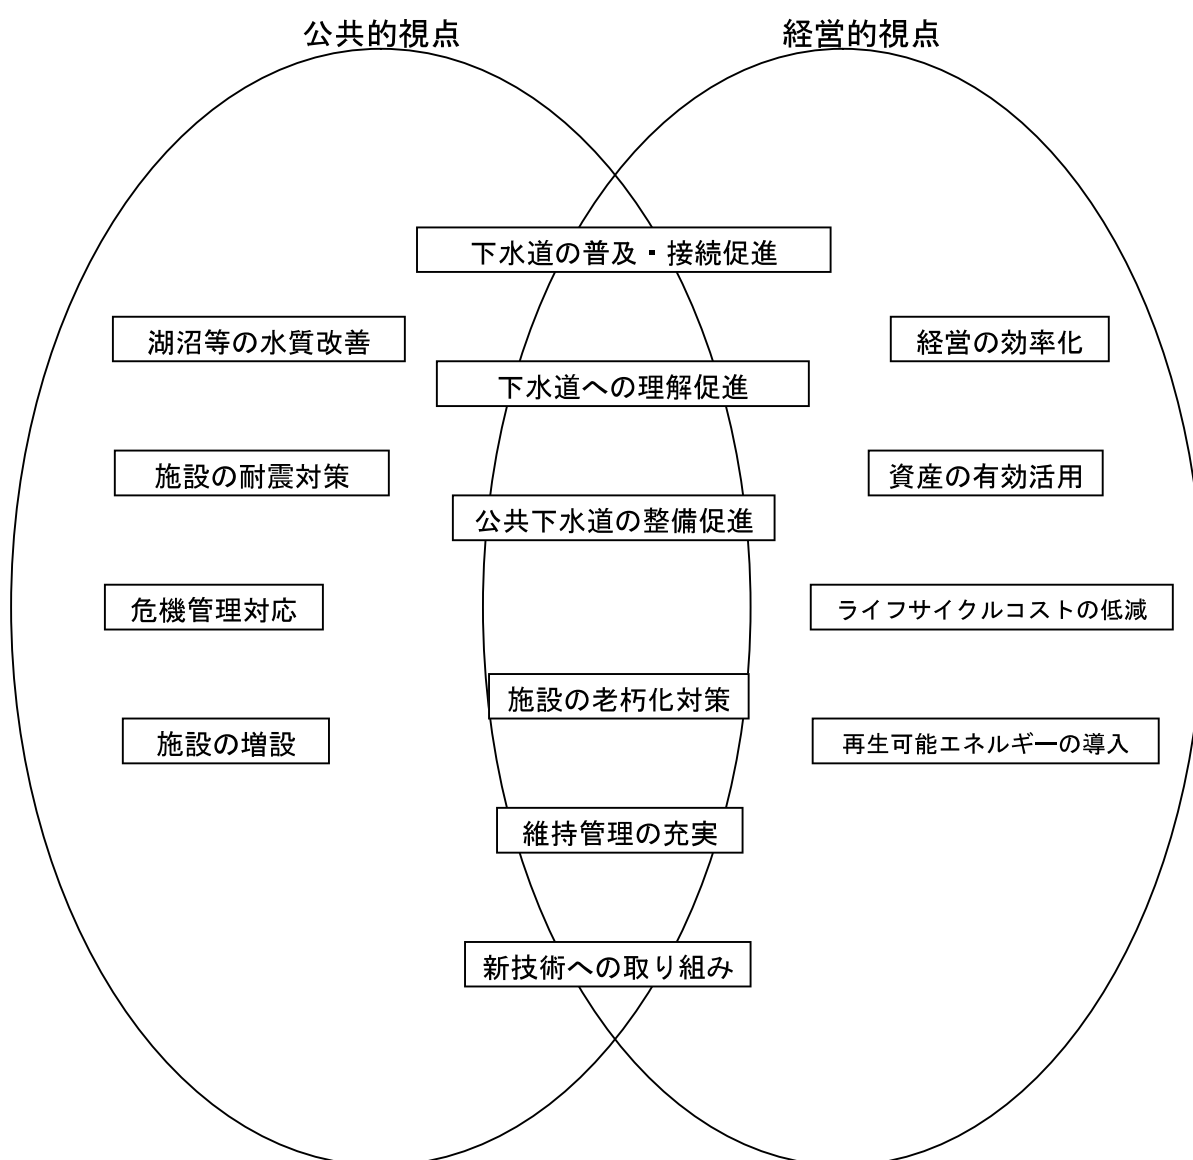 公共的視点
経営的視点
下水道の普及・接続促進
湖沼等の水質改善
経営の効率化
下水道への理解促進
施設の耐震対策
資産の有効活用
公共下水道の整備促進
危機管理対応
ライフサイクルコストの低減
施設の老朽化対策
施設の増設
再生可能エネルギーの導入
維持管理の充実
新技術への取り組み